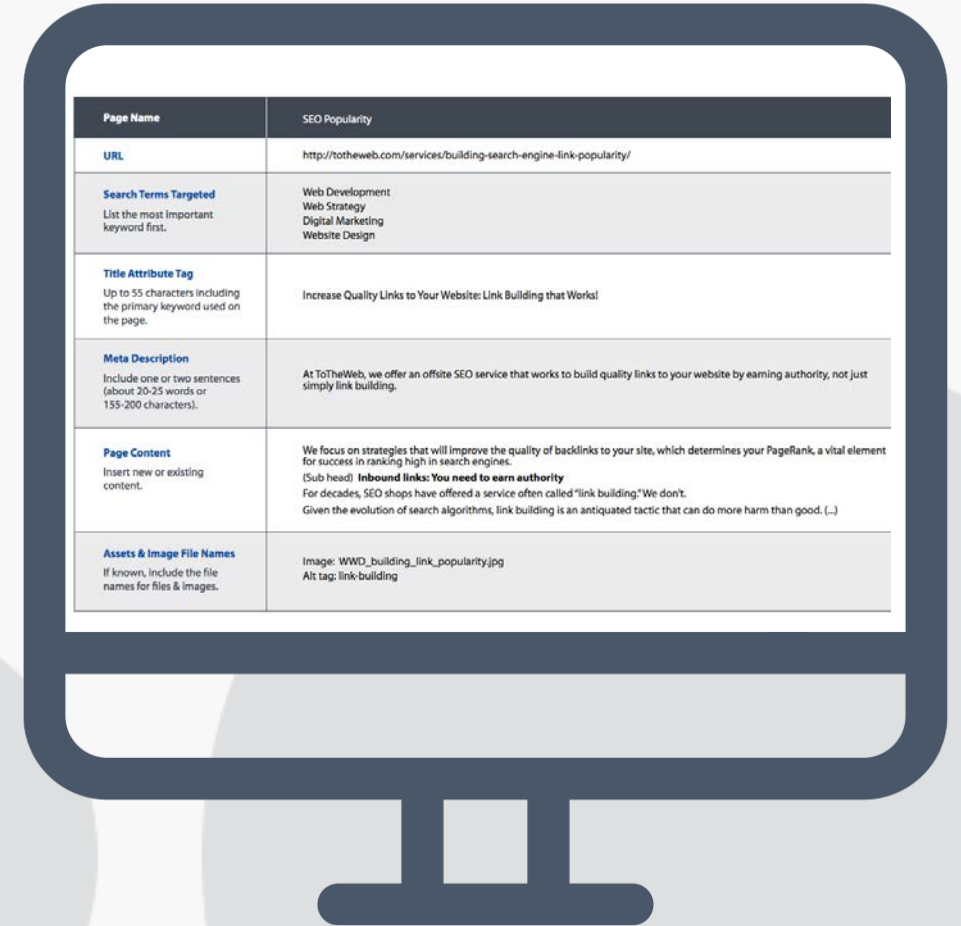 Page Name
SEO Popularity
URL
http://totheweb.com/services/building-search-engine-link-popularity/
Search Terms Targeted
List the most important
keyword first.
Web Development
Web Strategy
Digital Marketing
Website Design
Title Attribute Tag
Up to 55 characters including
the primary keyword used on
the page.
Increase Quality Links to Your Website: Link Building that Works!
Meta Description
Include one or two sentences
(about 20-25 words or
155-200 characters).
At ToTheWeb, we offer an offsite SEO service that works to build quality links to your website by earning authority, not just
simply link building.
Page Content
Insert new or existing
content.
We focus on strategies that will improve the quality of backlinks to your site, which determines your PageRank, a vital element
for success in ranking high in search engines.
(Sub head) Inbound links: You need to earn authority
For decades, SEO shops have offered a service often called "link building." We don't.
Given the evolution of search algorithms, link building is an antiquated tactic that can do more harm than good. (...)
Assets & Image File Names
If known, include the file
names for files & images.
Image: WWD_building_link_popularity.jpg
Alt tag: link-building